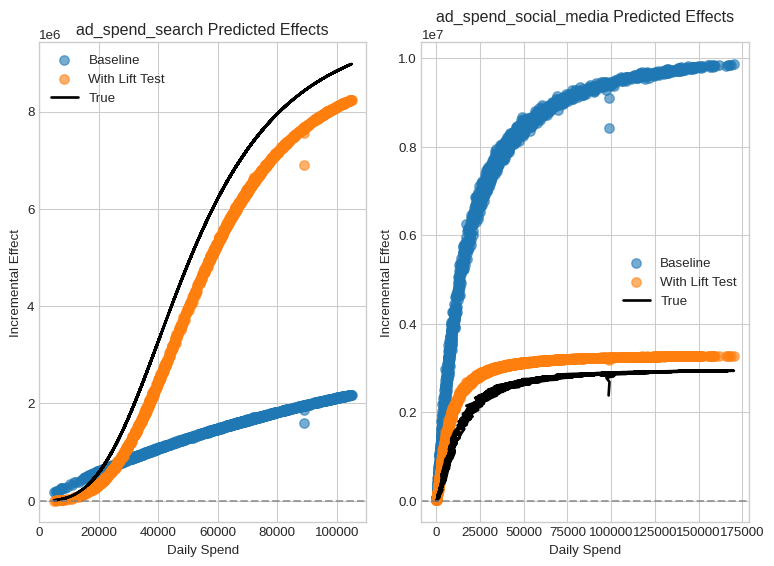 ad_spend_search Predicted Effects
1e6
Baseline
With Lift Test
True
8
6
4
2
0
Incremental Effect
0 20000 40000 60000 80000 100000
Daily Spend
ad_spend_social_media Predicted Effects
1e7
1.0
0.8
0.6
0.4
0.2
0.0
Incremental Effect
Baseline
With Lift Test
True
0 25000 50000 75000 100000 125000 150000 175000
Daily Spend